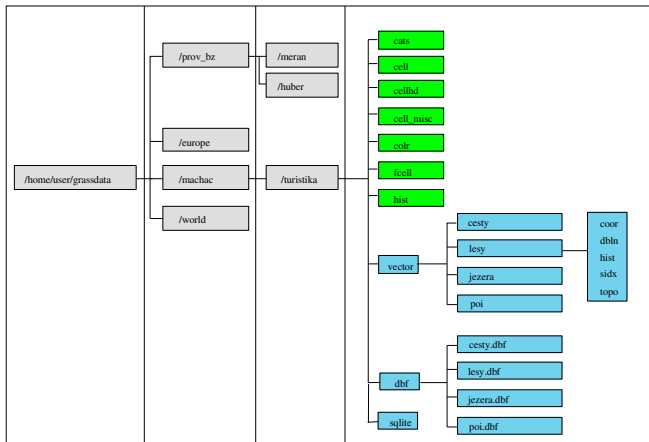 /home/user/grassdata
/prov_bz
/europe
/machac
/world
/meran
/huber
/turistika
cats
cell
cellhd
cell_misc
colr
fcell
hist
vector
dbf
sqlite
cesty
lesy
jezera
poi
cesty.dbf
lesy.dbf
jezera.dbf
poi.dbf
coor
dbln
hist
sidx
topo